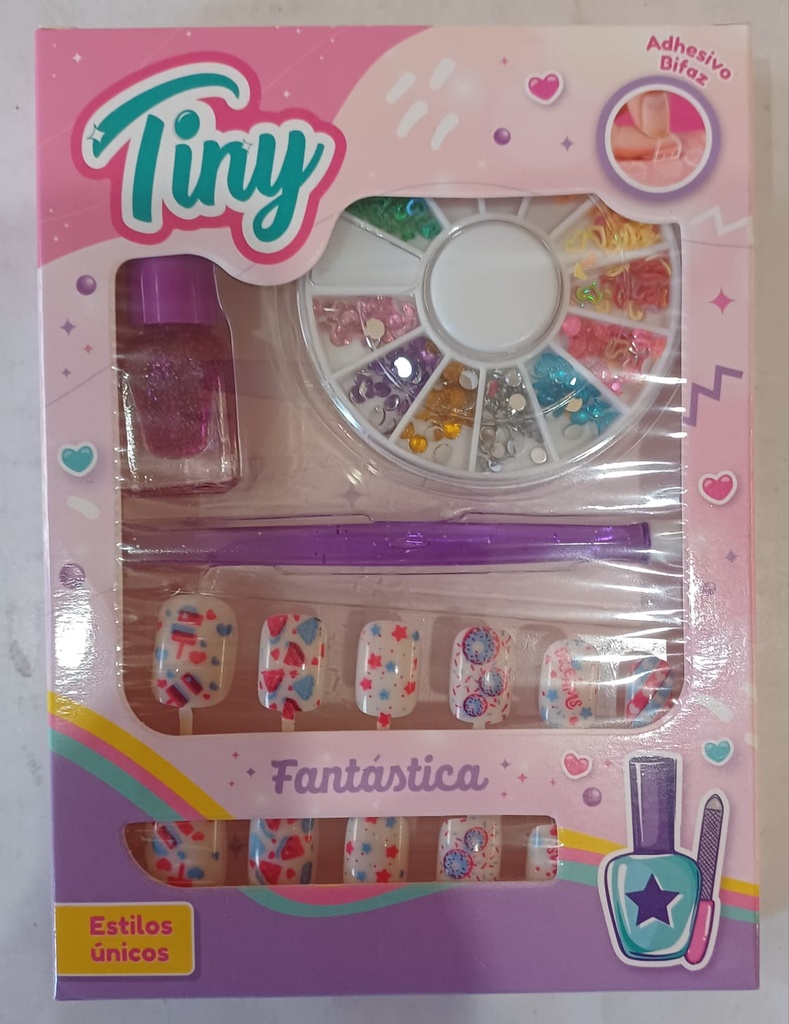 Adhesivo
Bifaz
Tiny
Fantástica
Estilos
únicos